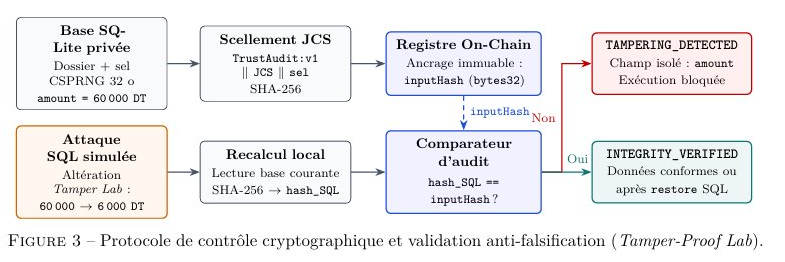 Base SQ-
Lite privée
Dossier + sel
CSPRNG 32 o
amount = 60 000 DT
Scellement JCS
TrustAudit:v1
‖ JCS ‖ sel
SHA-256
Registre On-Chain
Ancrage immuable :
inputHash (bytes32)
TAMPERING_DETECTED
Champ isolé : amount
Exécution bloquée
inputHash
Non
Attaque
SQL simulée
Altération
Tamper Lab :
60 000 → 6 000 DT
Recalcul local
Lecture base courante
SHA-256 → hash_SQL
Comparateur
d'audit
hash_SQL ==
inputHash ?
Oui
INTEGRITY_VERIFIED
Données conformes ou
après restore SQL
FIGURE 3 – Protocole de contrôle cryptographique et validation anti-falsification (Tamper-Proof Lab).